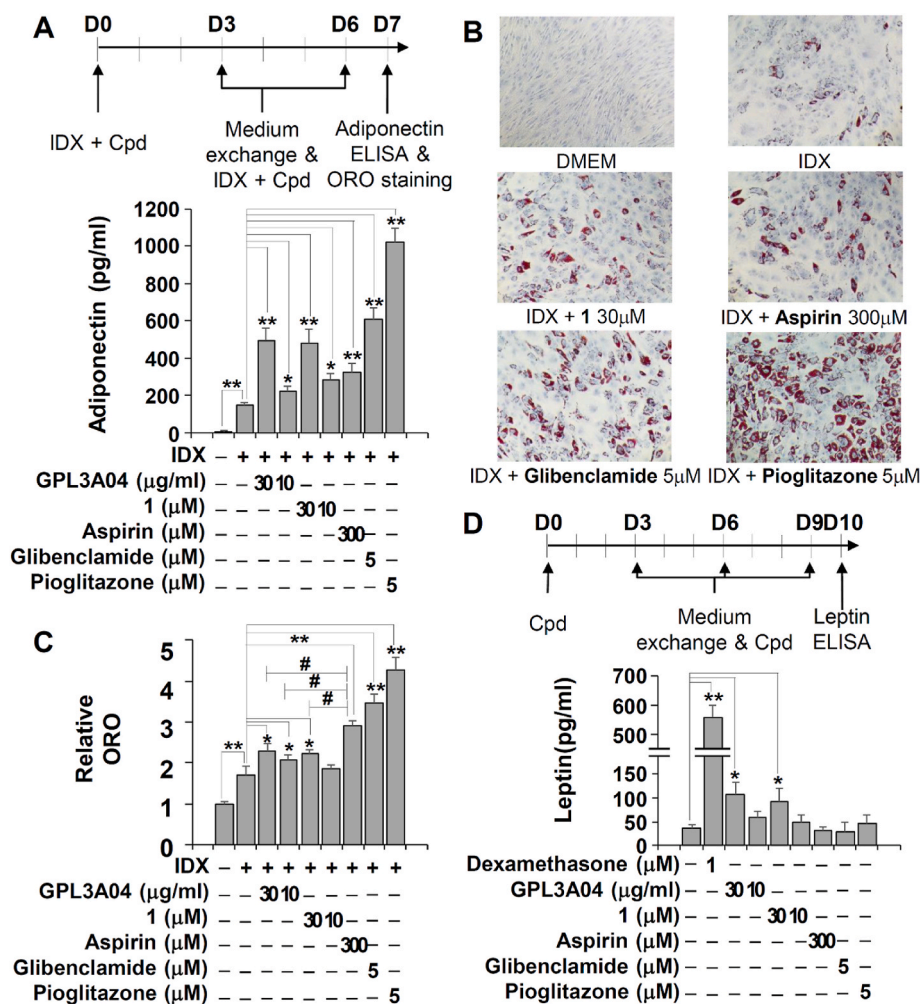 A
D0 D3 D6 D7
IDX + Cpd
Medium exchange & IDX + Cpd
Adiponectin ELISA & ORO staining
Adiponectin (pg/ml)
1200
1000
800
600
400
200
0
** ** * ** * ** ** **
IDX – + + + + + + + +
GPL3A04 (μg/ml) – – 30 10 – – – – –
1 (μM) – – – – 30 10 – – –
Aspirin (μM) – – – – – – 300 – –
Glibenclamide (μM) – – – – – – – 5 –
Pioglitazone (μM) – – – – – – – – 5
B
DMEM
IDX
IDX + 1 30μM
IDX + Aspirin 300μM
IDX + Glibenclamide 5μM
IDX + Pioglitazone 5μM
C
Relative ORO
5
4
3
2
1
0
**
#
#
#
** * * * ** **
IDX – + + + + + + + +
GPL3A04 (μg/ml) – – 30 10 – – – – –
1 (μM) – – – – 30 10 – – –
Aspirin (μM) – – – – – – 300 – –
Glibenclamide (μM) – – – – – – – 5 –
Pioglitazone (μM) – – – – – – – – 5
D
D0 D3 D6 D9 D10
Cpd
Medium exchange & Cpd
Leptin ELISA
Leptin(pg/ml)
700
600
500
150
100
50
0
** * *
Dexamethasone (μM) – 1 – – – – – – –
GPL3A04 (μg/ml) – – 30 10 – – – – –
1 (μM) – – – – 30 10 – – –
Aspirin (μM) – – – – – – 300 – –
Glibenclamide (μM) – – – – – – – 5 –
Pioglitazone (μM) – – – – – – – – 5